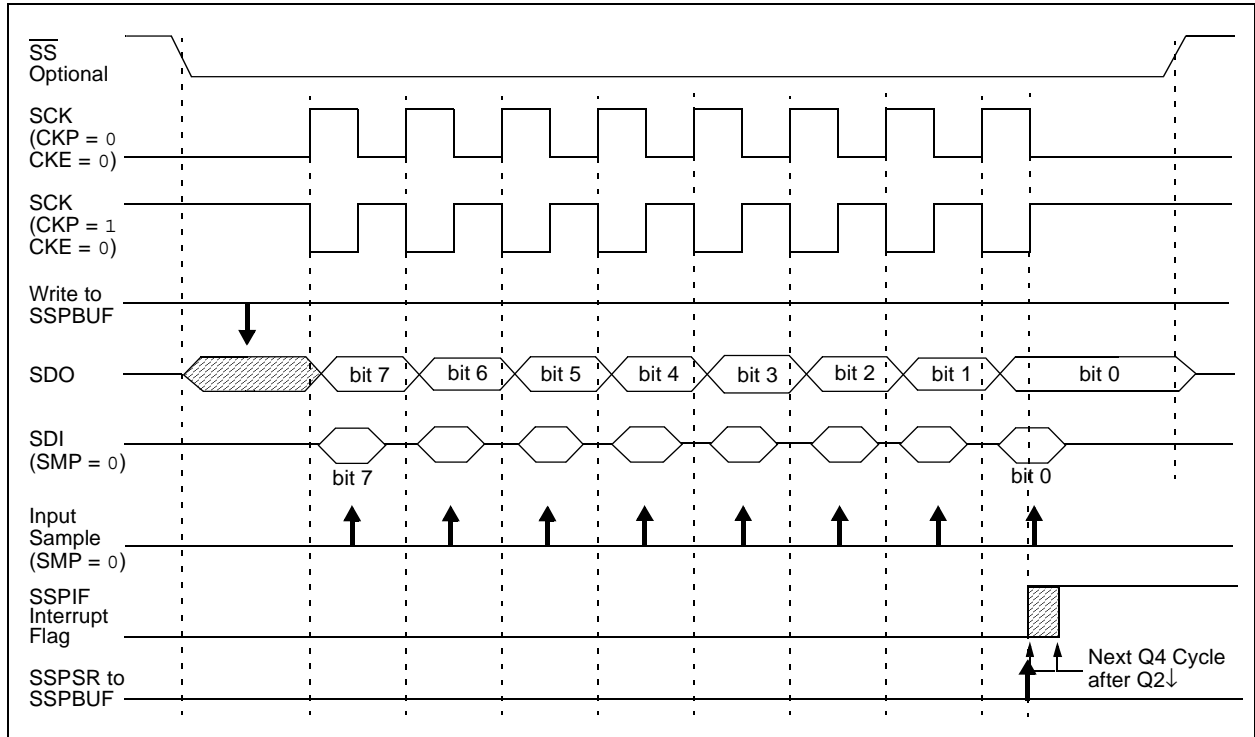 SS
Optional
SCK
(CKP = 0
CKE = 0)
SCK
(CKP = 1
CKE = 0)
Write to
SSPBUF
SDO
bit 7
bit 6
bit 5
bit 4
bit 3
bit 2
bit 1
bit 0
SDI
(SMP = 0)
bit 7
bit 0
Input
Sample
(SMP = 0)
SSPIF
Interrupt
Flag
Next Q4 Cycle
after Q2↓
SSPSR to
SSPBUF